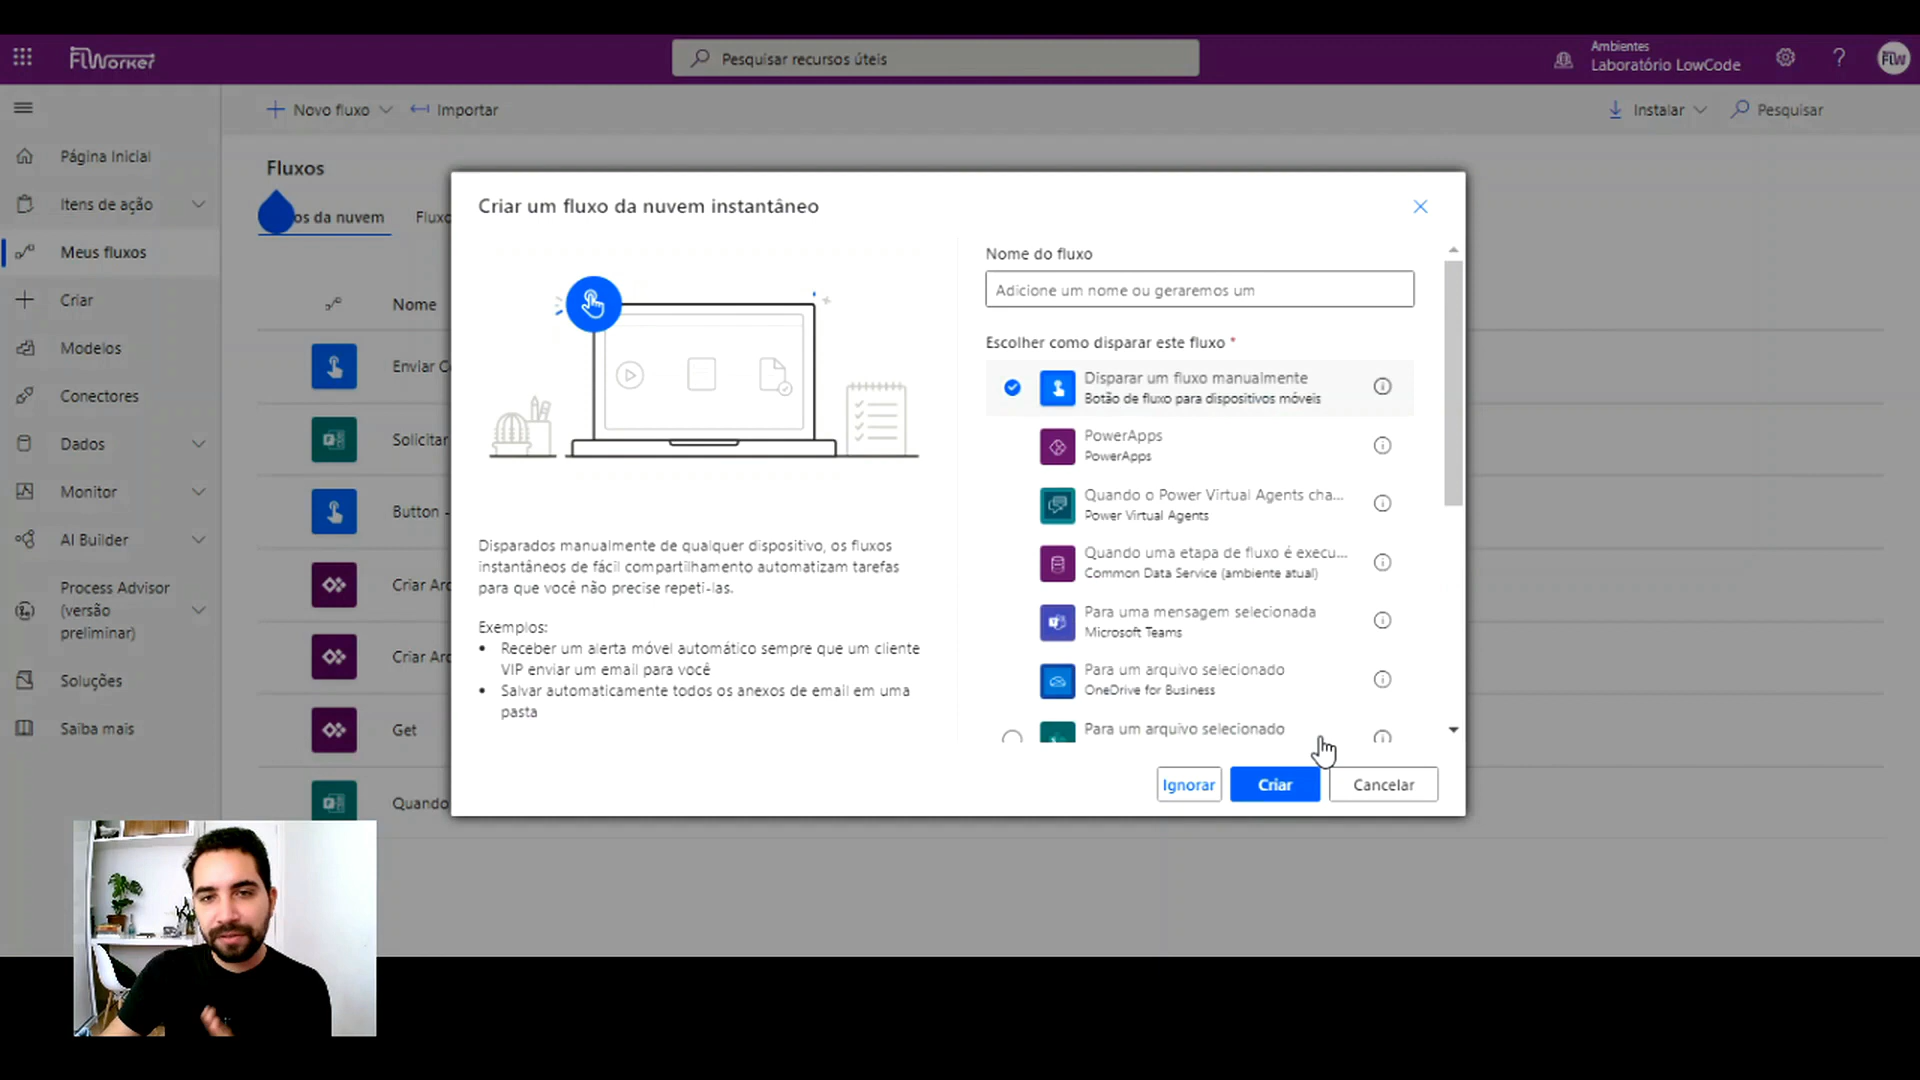 FLWorker
Pesquisar recursos úteis
Ambientes
Laboratório LowCode
FLW
Novo fluxo
Importar
Instalar
Pesquisar
Página Inicial
Itens de ação
Meus fluxos
Criar
Modelos
Conectores
Dados
Monitor
AI Builder
Process Advisor
(versão
preliminar)
Soluções
Saiba mais
Fluxos
os da nuvem
Nome
Enviar
Solicitar
Button -
Criar
Criar
Get
Quando
Criar um fluxo da nuvem instantâneo
Disparados manualmente de qualquer dispositivo, os fluxos
instantâneos de fácil compartilhamento automatizam tarefas
para que você não precise repeti-las.
Exemplos:
• Receber um alerta móvel automático sempre que um cliente
VIP enviar um email para você
• Salvar automaticamente todos os anexos de email em uma
pasta
Nome do fluxo
Adicione um nome ou geraremos um
Escolher como disparar este fluxo *
Disparar um fluxo manualmente
Botão de fluxo para dispositivos móveis
PowerApps
PowerApps
Quando o Power Virtual Agents cha...
Power Virtual Agents
Quando uma etapa de fluxo é execu...
Common Data Service (ambiente atual)
Para uma mensagem selecionada
Microsoft Teams
Para um arquivo selecionado
OneDrive for Business
Para um arquivo selecionado
Ignorar
Criar
Cancelar